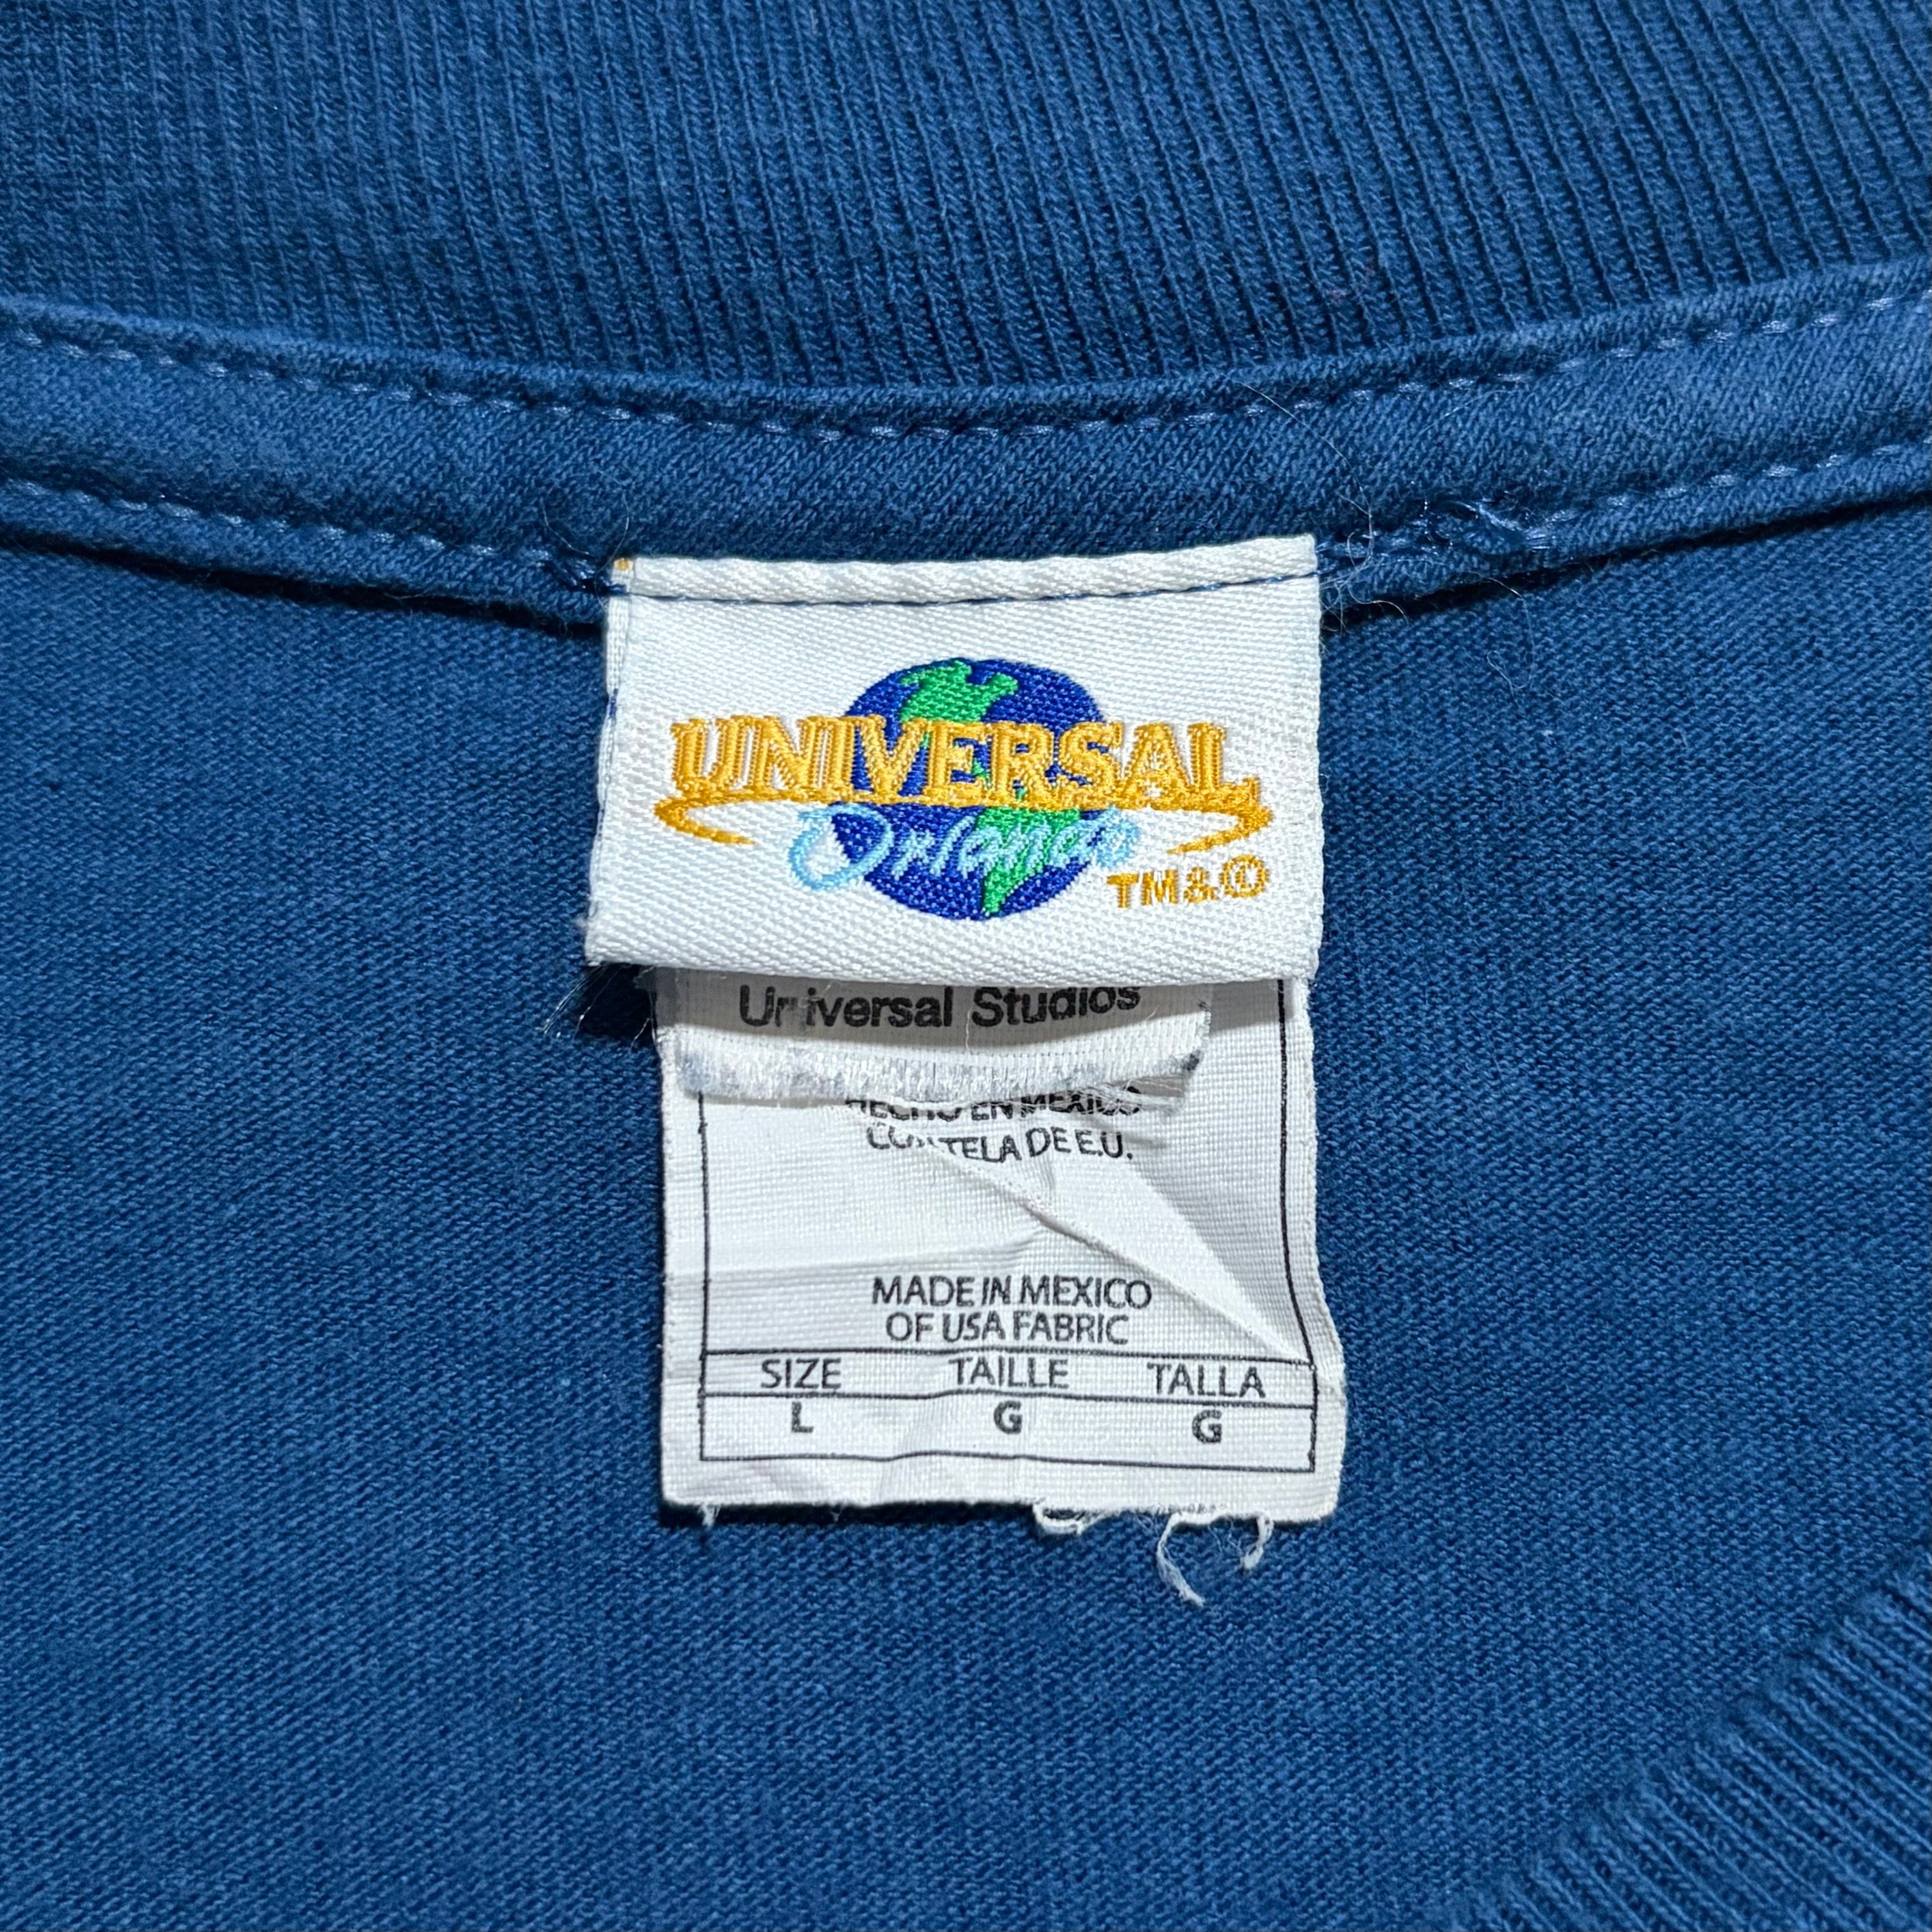 UNIVERSAL
Orlando
TM&Ⓛ
Universal Studios
HECHO EN MEXICO
CON TELA DE E.U.
MADE IN MEXICO
OF USA FABRIC
SIZE TAILLE TALLA
L G G